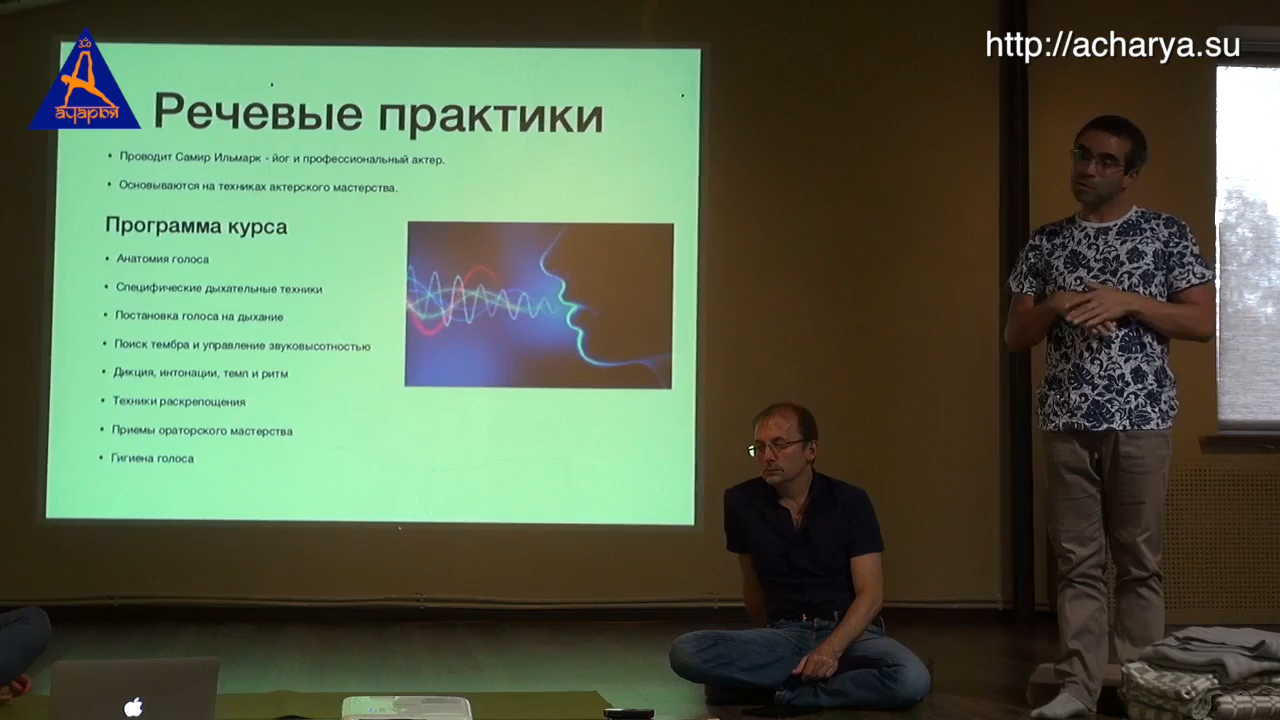 http://acharya.su
ачарья
Речевые практики
• Проводит Самир Ильмарк - йог и профессиональный актер.
• Основываются на техниках актерского мастерства.
Программа курса
• Анатомия голоса
• Специфические дыхательные техники
• Постановка голоса на дыхание
• Поиск тембра и управление звуковысотностью
• Дикция, интонации, темп и ритм
• Техники раскрепощения
• Приемы ораторского мастерства
• Гигиена голоса